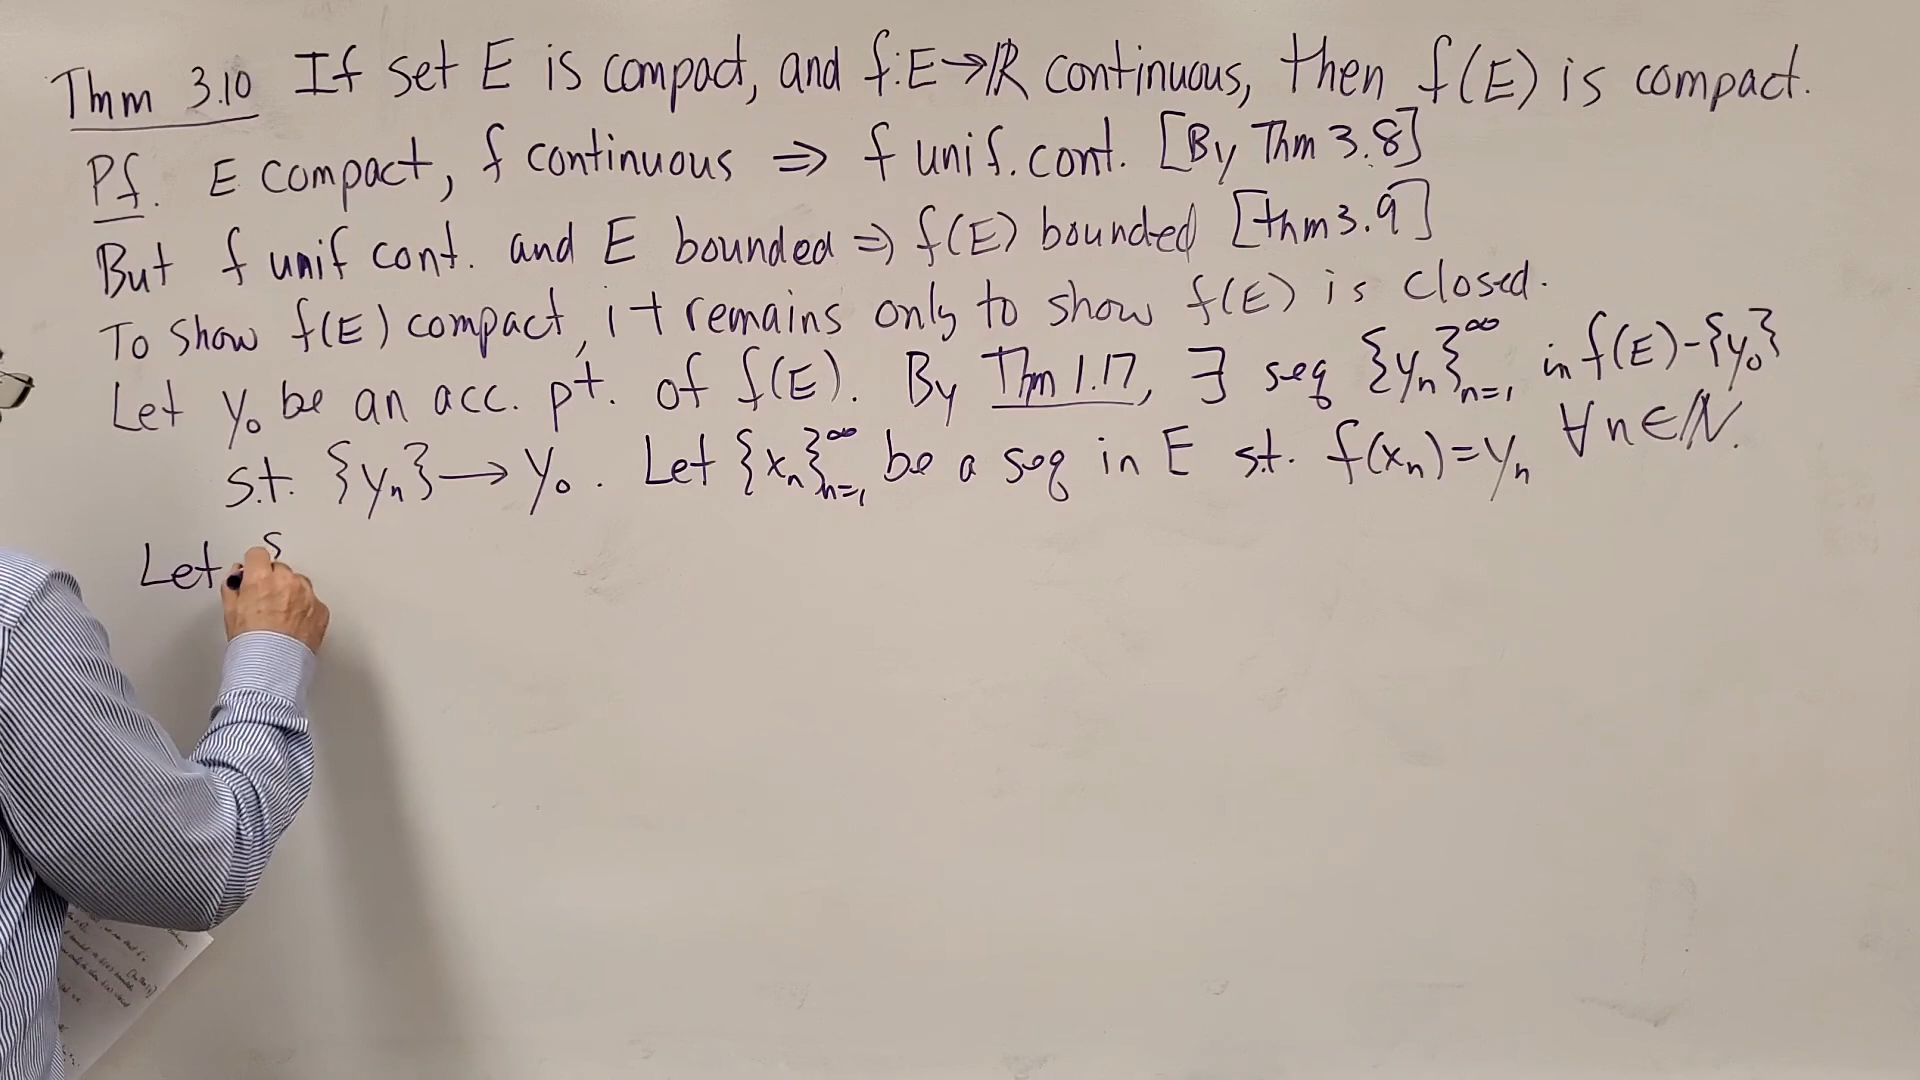 Thm 3.10 If set E is compact, and f:E→ℝ continuous, then f(E) is compact.
Pf. E compact, f continuous ⇒ f unif. cont. [By Thm 3.8]
But f unif cont. and E bounded ⇒ f(E) bounded [thm 3.9]
To show f(E) compact, it remains only to show f(E) is closed.
Let y₀ be an acc. pt. of f(E). By Thm 1.17, ∃ seq {yₙ}ₙ₌₁^∞ in f(E)-{y₀}
s.t. {yₙ} → y₀. Let {xₙ}ₙ₌₁^∞ be a seq in E st. f(xₙ)=yₙ ∀n∈ℕ.
Let